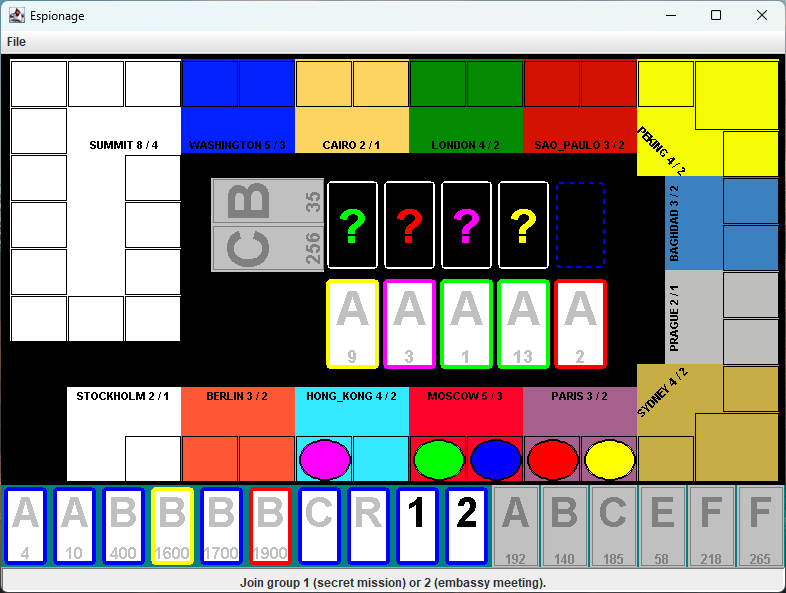 Espionage
File
SUMMIT 8 / 4
WASHINGTON 5 / 3
CAIRO 2 / 1
LONDON 4 / 2
SAO_PAULO 3 / 2
PEKING 4 / 2
BAGHDAD 3 / 2
B 35
C 256
? ? ? ?
PRAGUE 2 / 1
A A A A A
9 3 1 13 2
SYDNEY 4 / 2
STOCKHOLM 2 / 1
BERLIN 3 / 2
HONG_KONG 4 / 2
MOSCOW 5 / 3
PARIS 3 / 2
A A B B B B C R 1 2 A B C E F F
4 10 400 1600 1700 1900 192 140 185 58 218 265
Join group 1 (secret mission) or 2 (embassy meeting).